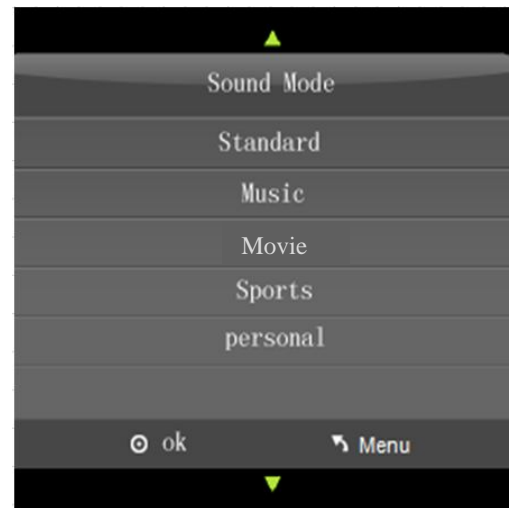 Sound Mode
Standard
Music
Movie
Sports
personal
ok Menu